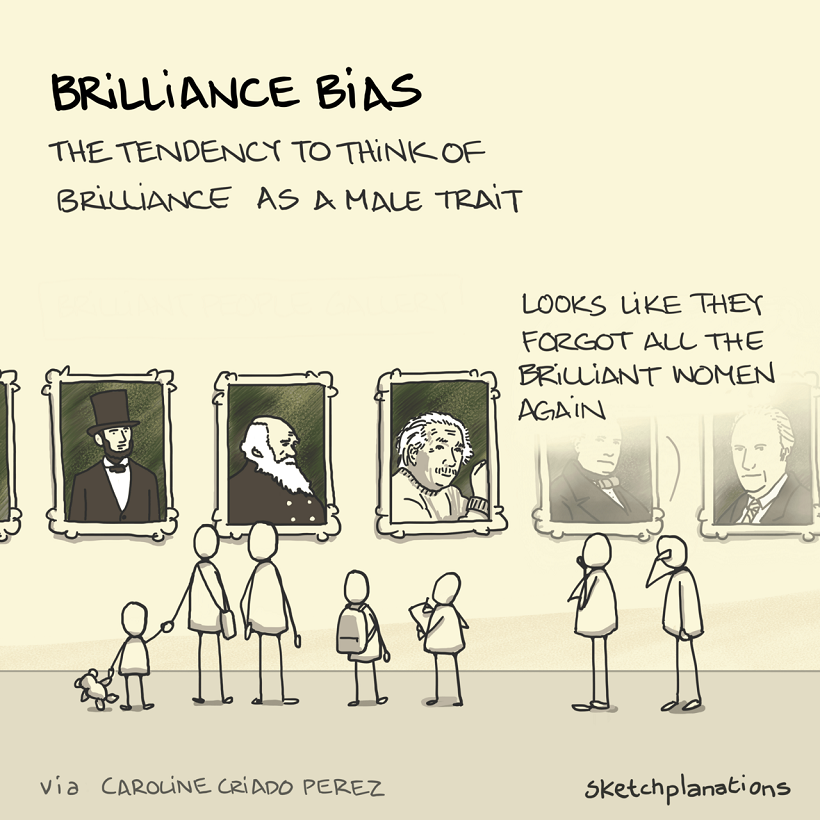 BRiLLiANCE BiAS
THE TENDENCY TO THiNK OF
BRiLLiANCE AS A MALE TRAiT
BRiLLiANT PEOPLE GALLERY
LOOKS LiKE THEY
FORGOT ALL THE
BRiLLiANT WOMEN
AGAiN
via CAROLiNE CRiADO PEREZ
sketchplanations